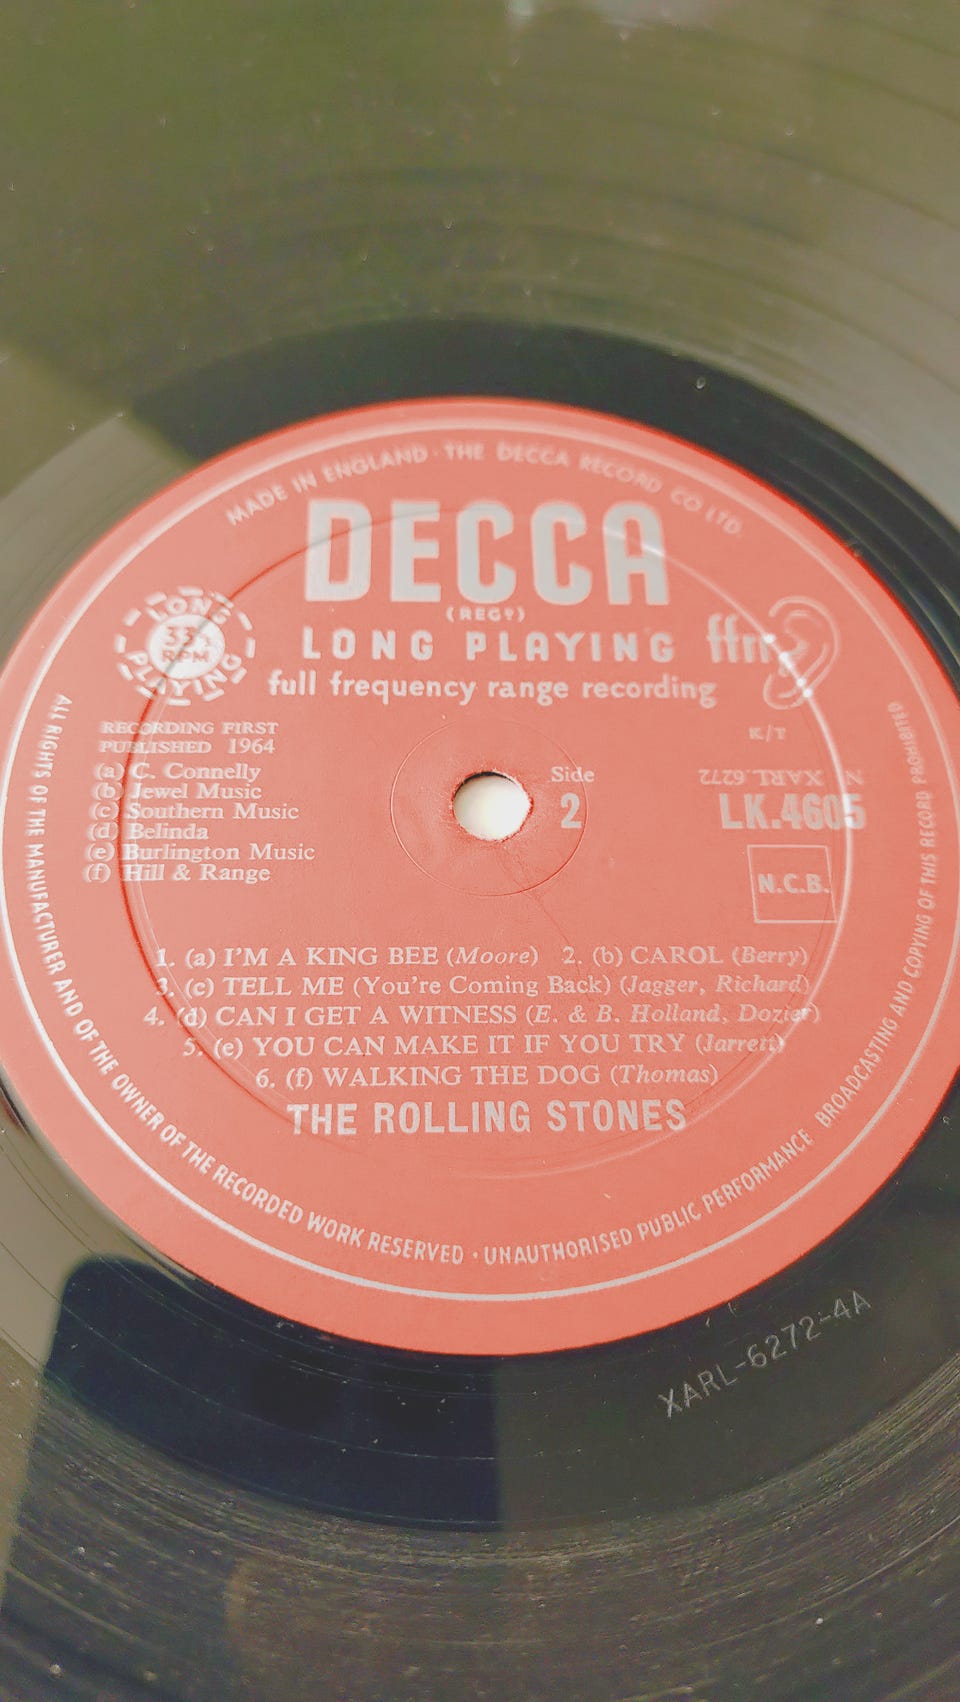 MADE IN ENGLAND · THE DECCA RECORD CO LTD.
DECCA
(REGD)
LONG PLAYING
ffrr
full frequency range recording
LONG
33⅓
RPM
PLAYING
RECORDING FIRST
PUBLISHED 1964
(a) C. Connelly
(b) Jewel Music
(c) Southern Music
(d) Belinda
(e) Burlington Music
(f) Hill & Range
Side
2
K/T
N XARL.6272
LK.4605
N.C.B.
1. (a) I'M A KING BEE (Moore) 2. (b) CAROL (Berry)
3. (c) TELL ME (You're Coming Back) (Jagger, Richard)
4. (d) CAN I GET A WITNESS (E. & B. Holland, Dozier)
5. (e) YOU CAN MAKE IT IF YOU TRY (Jarrett)
6. (f) WALKING THE DOG (Thomas)
THE ROLLING STONES
ALL RIGHTS OF THE MANUFACTURER AND OF THE OWNER OF THE RECORDED WORK RESERVED · UNAUTHORISED PUBLIC PERFORMANCE BROADCASTING AND COPYING OF THIS RECORD PROHIBITED
XARL-6272-4A